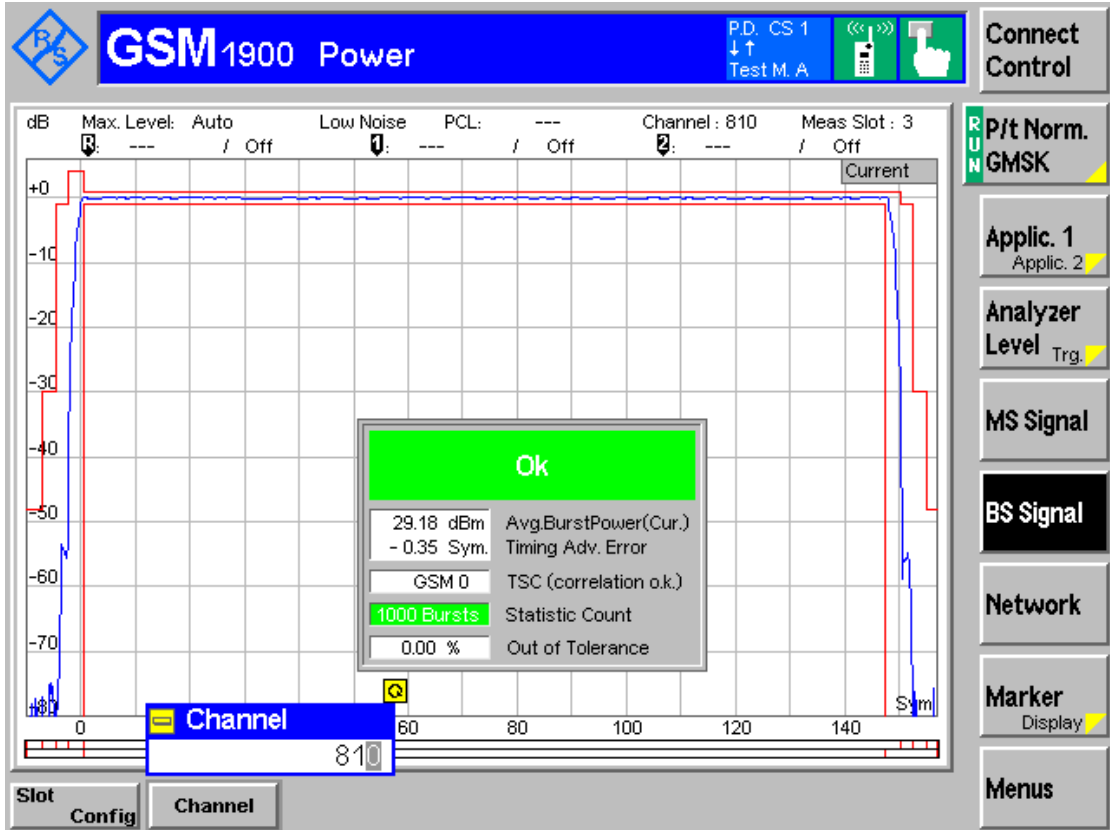 R&S GSM1900 Power P.D. CS 1
↓↑
Test M. A
Connect Control
dB Max. Level: Auto Low Noise PCL: --- Channel : 810 Meas Slot : 3
R: --- / Off 1: --- / Off 2: --- / Off
Current
RUN P/t Norm. GMSK
Applic. 1
Applic. 2
Analyzer Level Trg.
MS Signal
BS Signal
Network
Marker
Display
Menus
+0
-10
-20
-30
-40
-50
-60
-70
-80
Ok
29.18 dBm Avg.BurstPower(Cur.)
- 0.35 Sym. Timing Adv. Error
GSM 0 TSC (correlation o.k.)
1000 Bursts Statistic Count
0.00 % Out of Tolerance
Sym
0 60 80 100 120 140
Channel
810
Slot Config
Channel